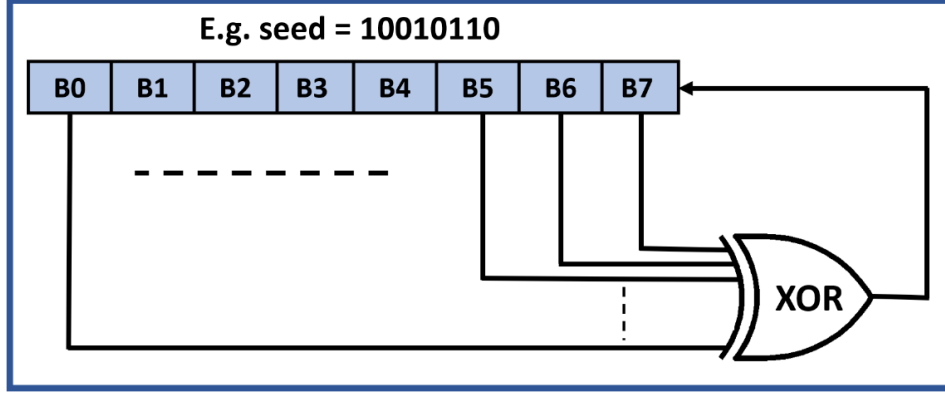 E.g. seed = 10010110
B0 B1 B2 B3 B4 B5 B6 B7
XOR